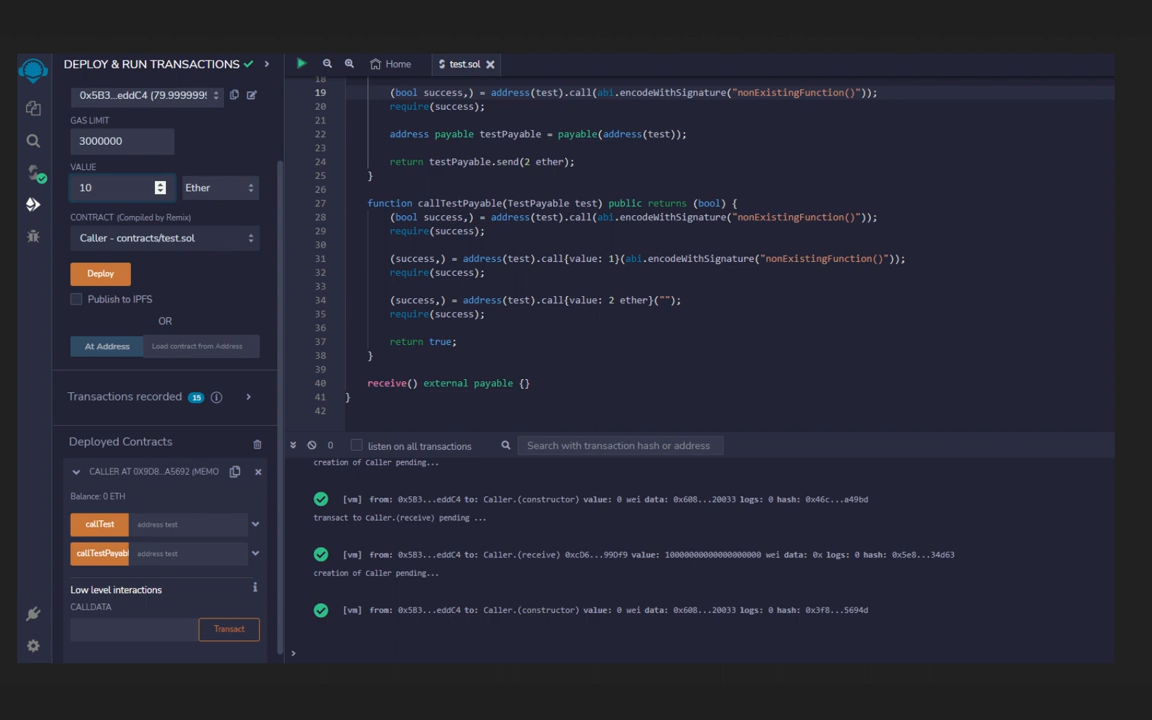 DEPLOY & RUN TRANSACTIONS
0x5B3...eddC4 (79.9999999
GAS LIMIT
3000000
VALUE
10
Ether
CONTRACT (Compiled by Remix)
Caller - contracts/test.sol
Deploy
Publish to IPFS
OR
At Address
Load contract from Address
Transactions recorded 15 i
Deployed Contracts
CALLER AT 0X9D8...A5692 (MEMO
Balance: 0 ETH
callTest
address test
callTestPayabl
address test
Low level interactions
CALLDATA
Transact
Home
test.sol
18
19 (bool success,) = address(test).call(abi.encodeWithSignature("nonExistingFunction()"));
20 require(success);
21
22 address payable testPayable = payable(address(test));
23
24 return testPayable.send(2 ether);
25 }
26
27 function callTestPayable(TestPayable test) public returns (bool) {
28 (bool success,) = address(test).call(abi.encodeWithSignature("nonExistingFunction()"));
29 require(success);
30
31 (success,) = address(test).call{value: 1}(abi.encodeWithSignature("nonExistingFunction()"));
32 require(success);
33
34 (success,) = address(test).call{value: 2 ether}("");
35 require(success);
36
37 return true;
38 }
39
40 receive() external payable {}
41 }
42
0
listen on all transactions
Search with transaction hash or address
creation of Caller pending...
[vm] from: 0x5B3...eddC4 to: Caller.(constructor) value: 0 wei data: 0x608...20033 logs: 0 hash: 0x46c...a49bd
transact to Caller.(receive) pending ...
[vm] from: 0x5B3...eddC4 to: Caller.(receive) 0xcD6...99Df9 value: 10000000000000000000 wei data: 0x logs: 0 hash: 0x5e8...34d63
creation of Caller pending...
[vm] from: 0x5B3...eddC4 to: Caller.(constructor) value: 0 wei data: 0x608...20033 logs: 0 hash: 0x3f8...5694d
>